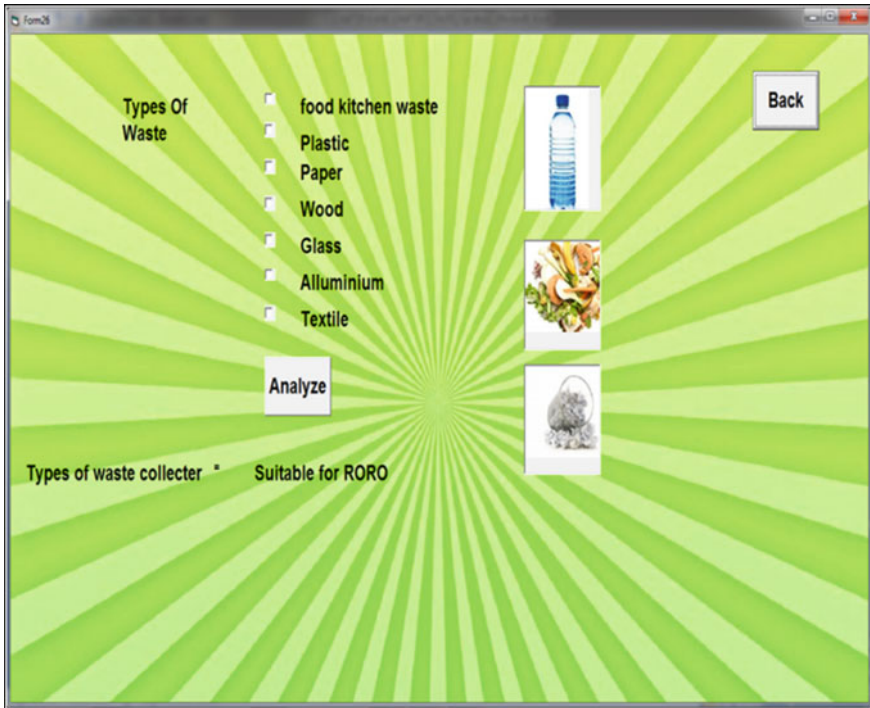 Form26
Back
Types Of
Waste
food kitchen waste
Plastic
Paper
Wood
Glass
Alluminium
Textile
Analyze
Types of waste collecter "
Suitable for RORO